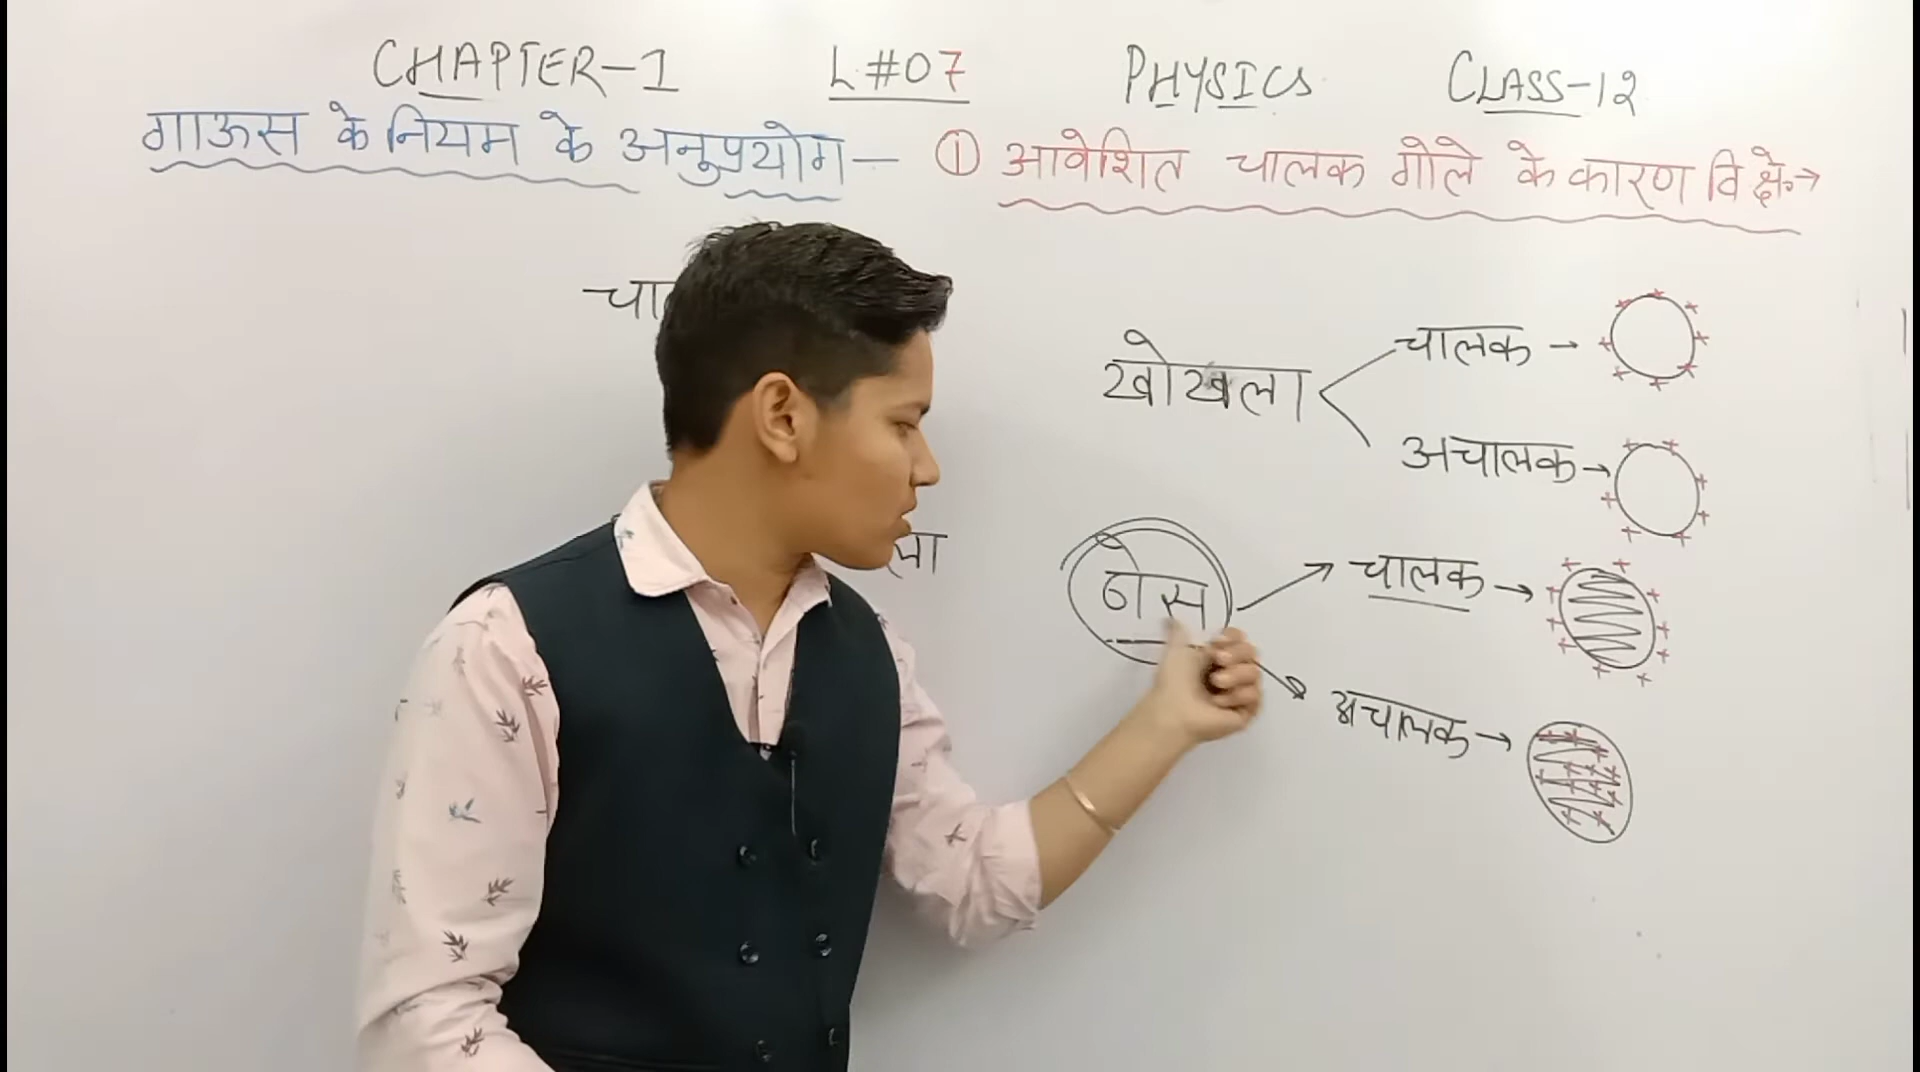 CHAPTER-1 L#07 PHYSICS CLASS-12
गाऊस के नियम के अनुप्रयोग — ① आवेशित चालक गोले के कारण वि क्षे०→
चा
खोखला
चालक →
अचालक →
ला
ठोस
चालक →
अचालक →